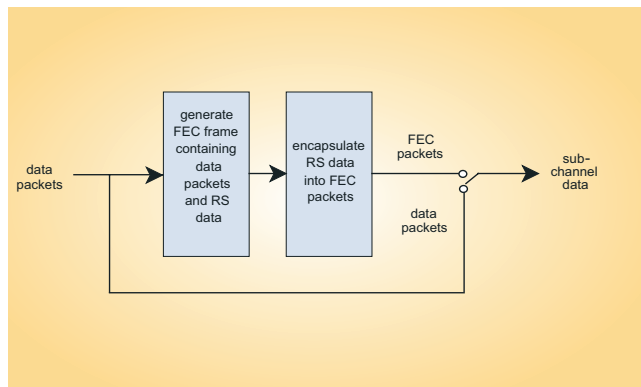 data
packets
generate
FEC frame
containing
data
packets
and RS
data
encapsulate
RS data
into FEC
packets
FEC
packets
data
packets
sub-
channel
data